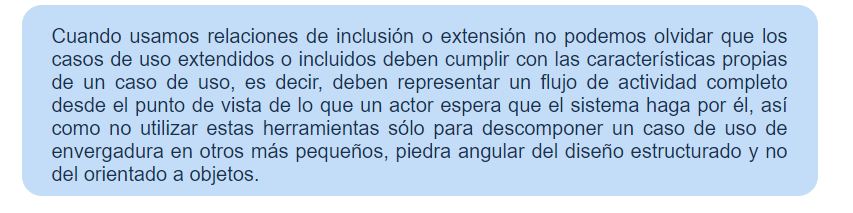 Cuando usamos relaciones de inclusión o extensión no podemos olvidar que los
casos de uso extendidos o incluidos deben cumplir con las características propias
de un caso de uso, es decir, deben representar un flujo de actividad completo
desde el punto de vista de lo que un actor espera que el sistema haga por él, así
como no utilizar estas herramientas sólo para descomponer un caso de uso de
envergadura en otros más pequeños, piedra angular del diseño estructurado y no
del orientado a objetos.